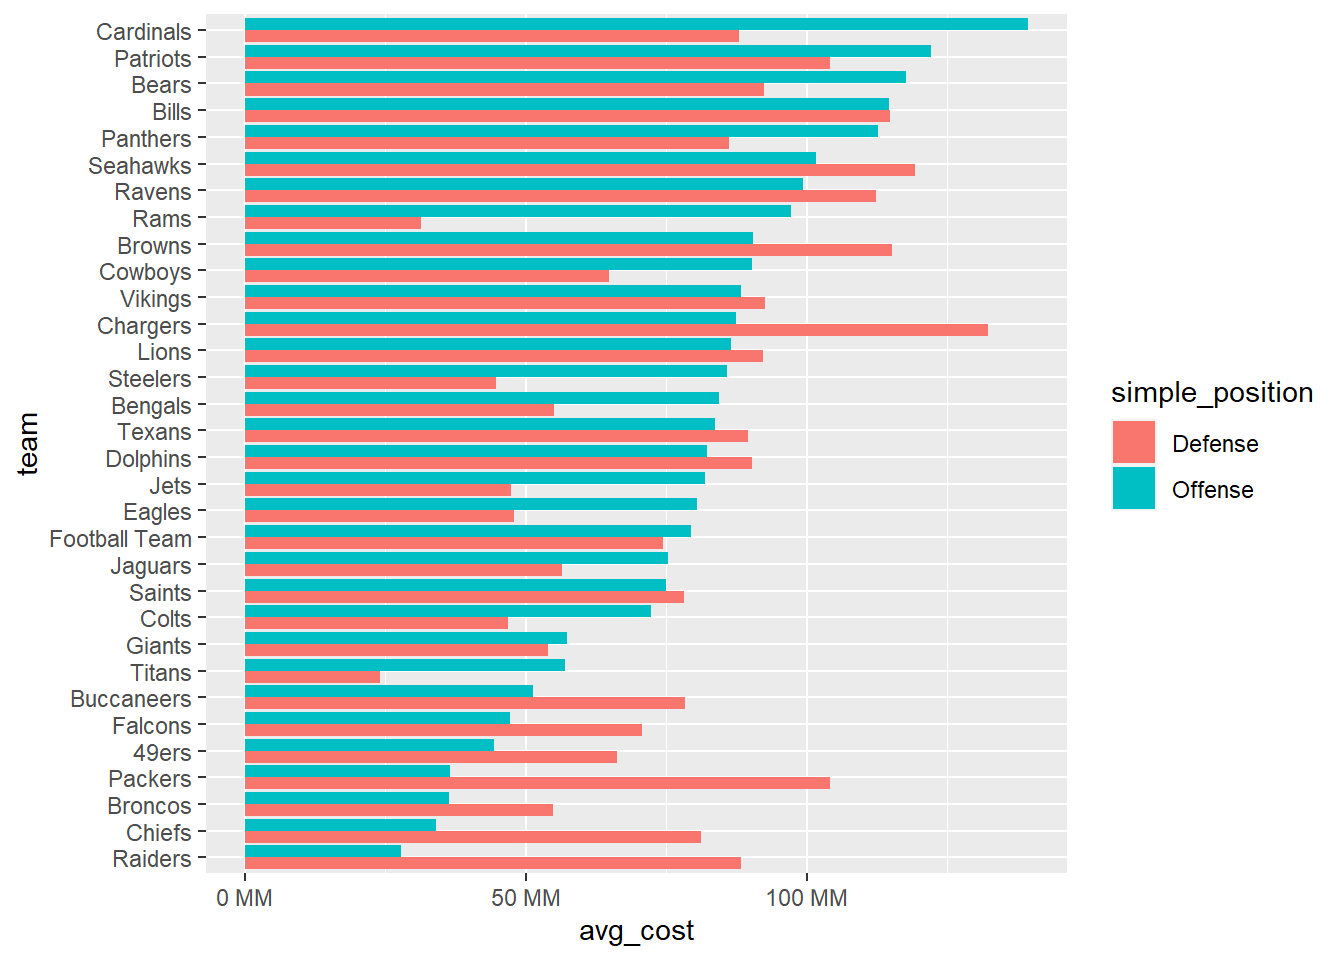 Cardinals
Patriots
Bears
Bills
Panthers
Seahawks
Ravens
Rams
Browns
Cowboys
Vikings
Chargers
Lions
Steelers
Bengals
Texans
Dolphins
Jets
Eagles
Football Team
Jaguars
Saints
Colts
Giants
Titans
Buccaneers
Falcons
49ers
Packers
Broncos
Chiefs
Raiders
team
0 MM 50 MM 100 MM
avg_cost
simple_position
Defense
Offense